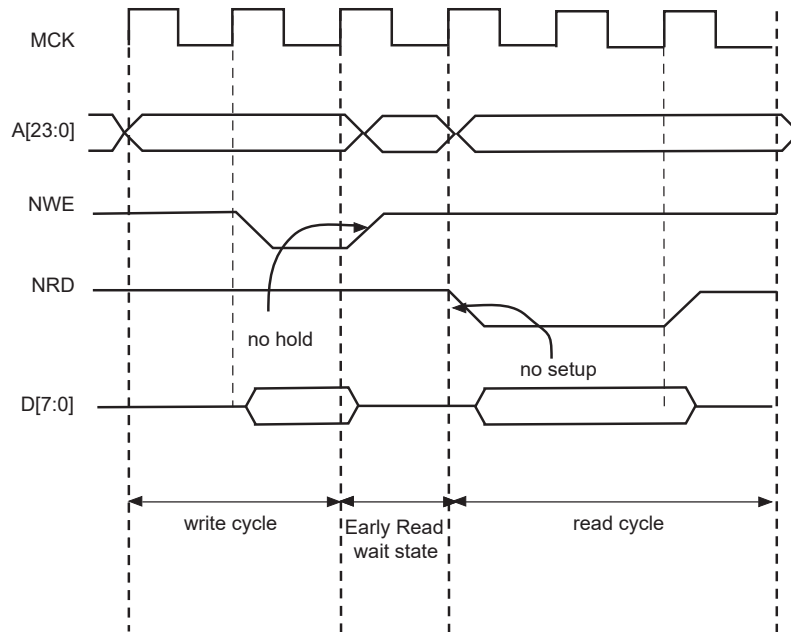 MCK
A[23:0]
NWE
NRD
no hold
no setup
D[7:0]
write cycle
Early Read
wait state
read cycle